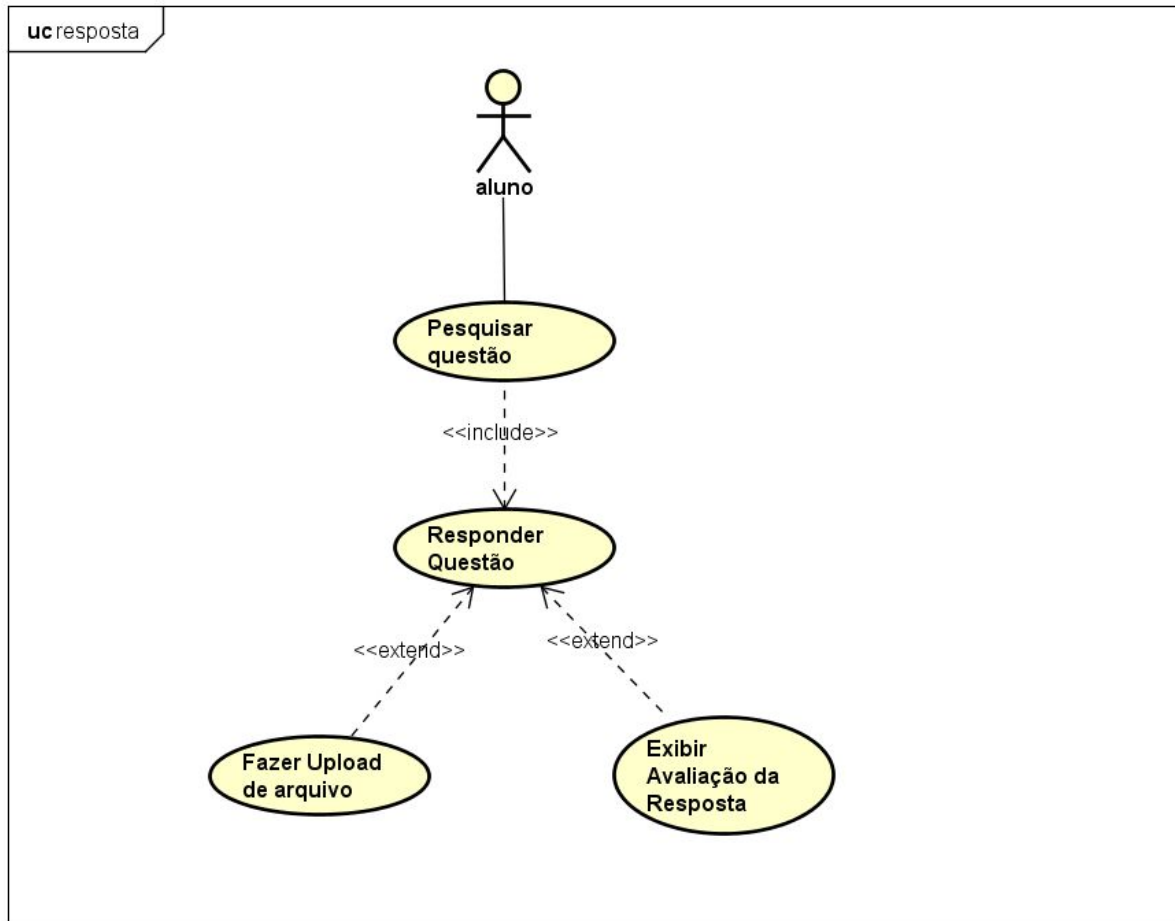 uc resposta
aluno
Pesquisar
questão
<<include>>
Responder
Questão
<<extend>>
<<extend>>
Fazer Upload
de arquivo
Exibir
Avaliação da
Resposta